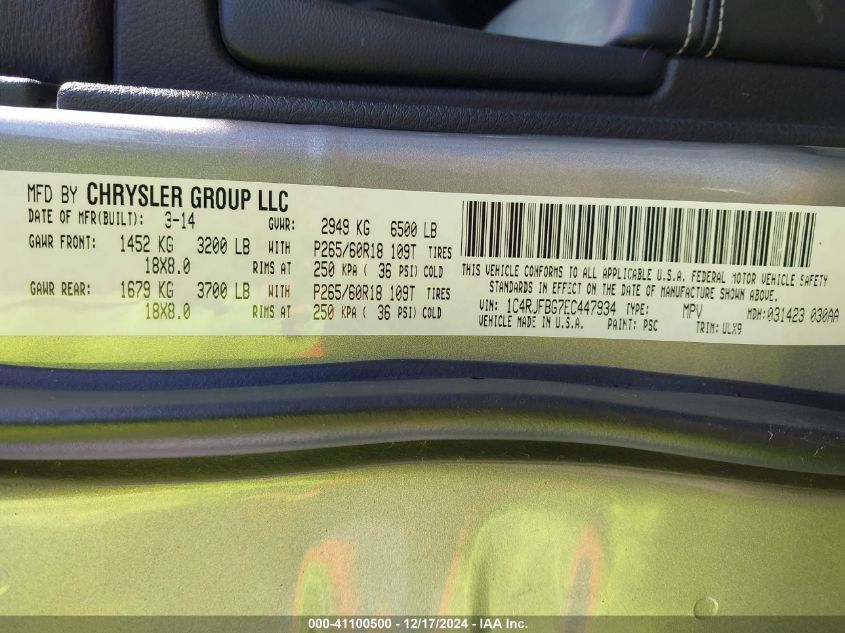 MFD BY CHRYSLER GROUP LLC
DATE OF MFR(BUILT): 3-14 GVWR: 2949 KG 6500 LB
GAWR FRONT: 1452 KG 3200 LB WITH P265/60R18 109T TIRES
18X8.0 RIMS AT 250 KPA ( 36 PSI) COLD
GAWR REAR: 1679 KG 3700 LB WITH P265/60R18 109T TIRES
18X8.0 RIMS AT 250 KPA ( 36 PSI) COLD
THIS VEHICLE CONFORMS TO ALL APPLICABLE U.S.A. FEDERAL MOTOR VEHICLE SAFETY
STANDARDS IN EFFECT ON THE DATE OF MANUFACTURE SHOWN ABOVE.
VIN: 1C4RJFBG7EC447934 TYPE: MPV MDH:031423 030AA
VEHICLE MADE IN U.S.A. PAINT: PSC TRIM: ULX9
000-41100500 - 12/17/2024 - IAA Inc.